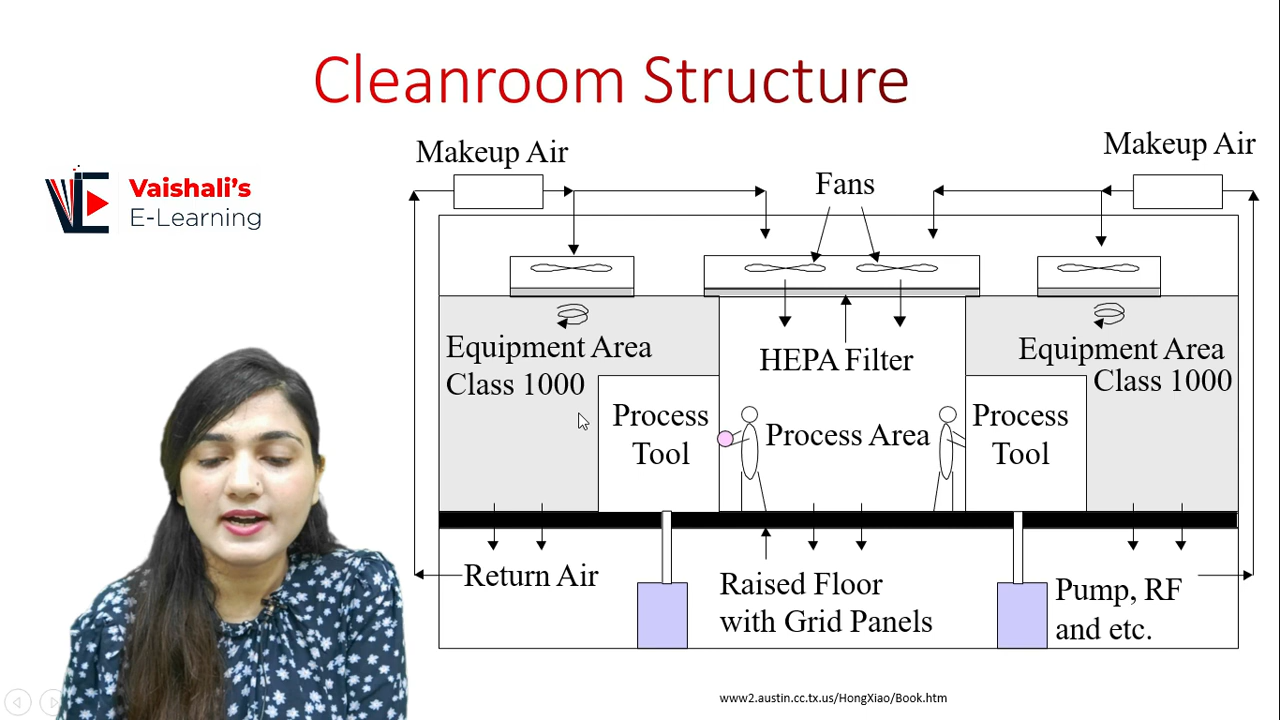 Cleanroom Structure
Vaishali's
E-Learning
Makeup Air
Makeup Air
Fans
Equipment Area
Class 1000
HEPA Filter
Equipment Area
Class 1000
Process
Tool
Process Area
Process
Tool
Return Air
Raised Floor
with Grid Panels
Pump, RF
and etc.
www2.austin.cc.tx.us/HongXiao/Book.htm